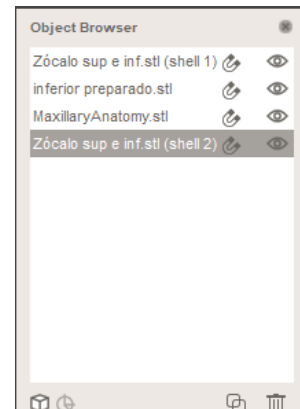 Object Browser
Zócalo sup e inf.stl (shell 1)
inferior preparado.stl
MaxillaryAnatomy.stl
Zócalo sup e inf.stl (shell 2)